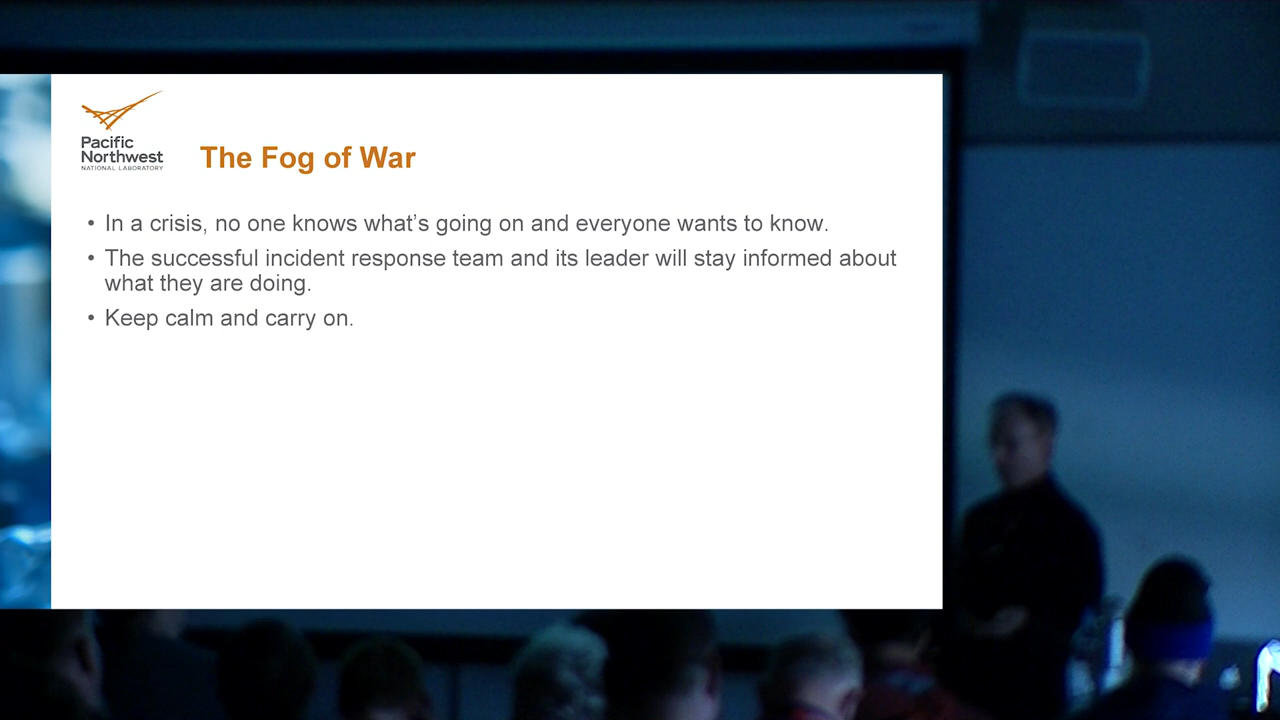 Pacific
Northwest
NATIONAL LABORATORY
The Fog of War
• In a crisis, no one knows what’s going on and everyone wants to know.
• The successful incident response team and its leader will stay informed about
what they are doing.
• Keep calm and carry on.